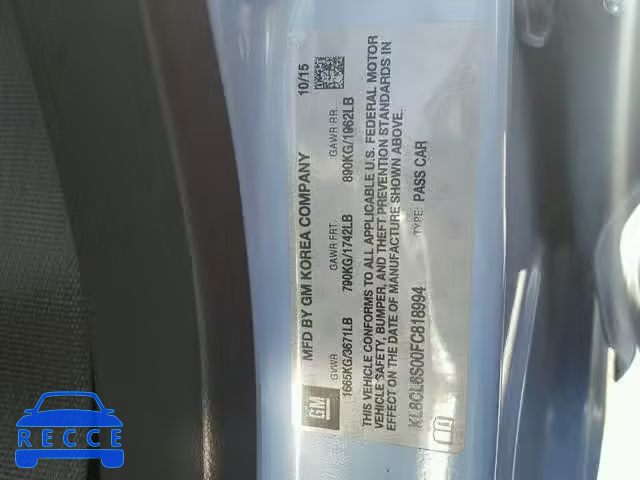 MFD BY GM KOREA COMPANY 10/15
GVWR GAWR FRT. GAWR RR.
1665KG/3671LB 790KG/1742LB 890KG/1962LB
THIS VEHICLE CONFORMS TO ALL APPLICABLE U.S. FEDERAL MOTOR
VEHICLE SAFETY, BUMPER, AND THEFT PREVENTION STANDARDS IN
EFFECT ON THE DATE OF MANUFACTURE SHOWN ABOVE.
KL8CL6S00FC818994 TYPE: PASS CAR
GM
RECCE